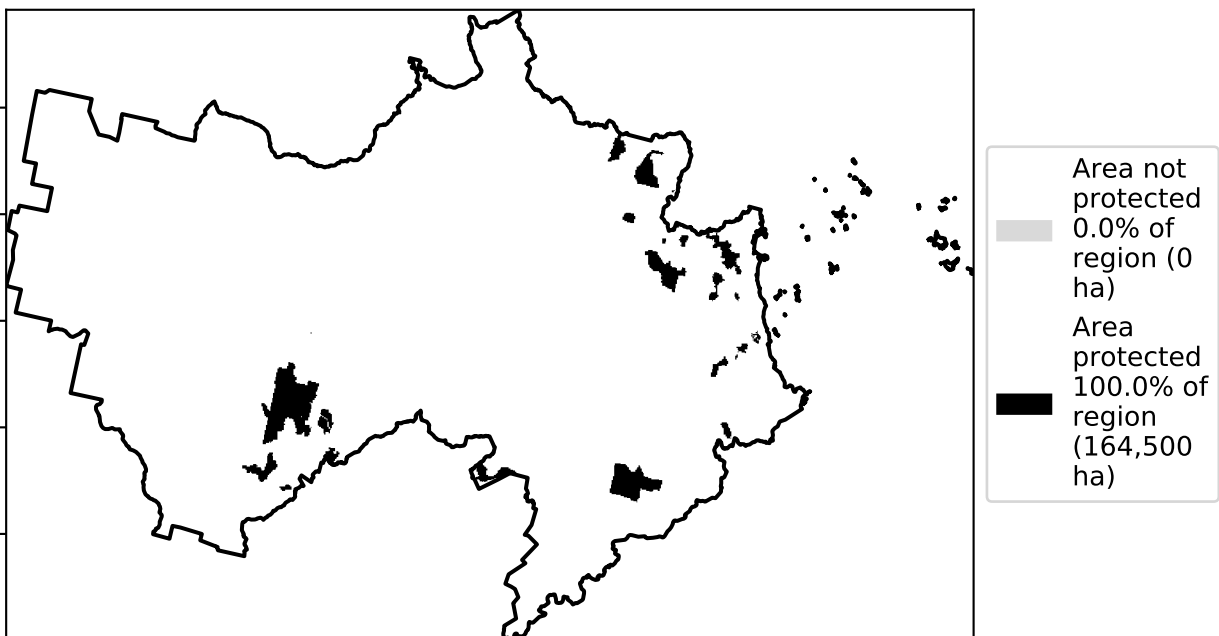 Area not
protected
0.0% of
region (0
ha)
Area
protected
100.0% of
region
(164,500
ha)